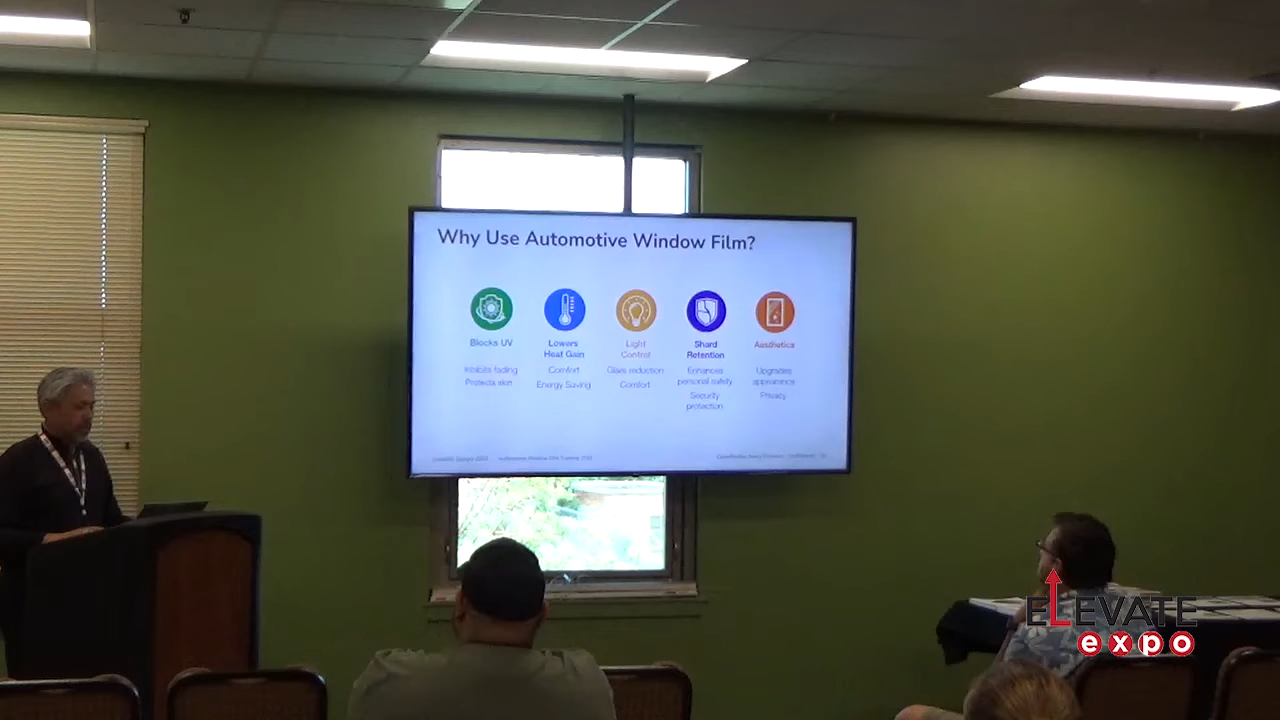 Why Use Automotive Window Film?
Blocks UV
Inhibits fading
Protects skin
Lowers
Heat Gain
Comfort
Energy Saving
Light
Control
Glare reduction
Comfort
Shard
Retention
Enhances
personal safety
Security
protection
Aesthetics
Upgrades
appearance
Privacy
ELEVATE
expo